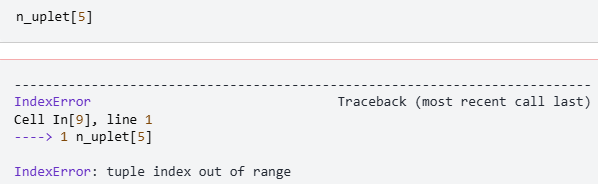 n_uplet[5]
---------------------------------------------------------------------------
IndexError                                Traceback (most recent call last)
Cell In[9], line 1
----> 1 n_uplet[5]
IndexError: tuple index out of range